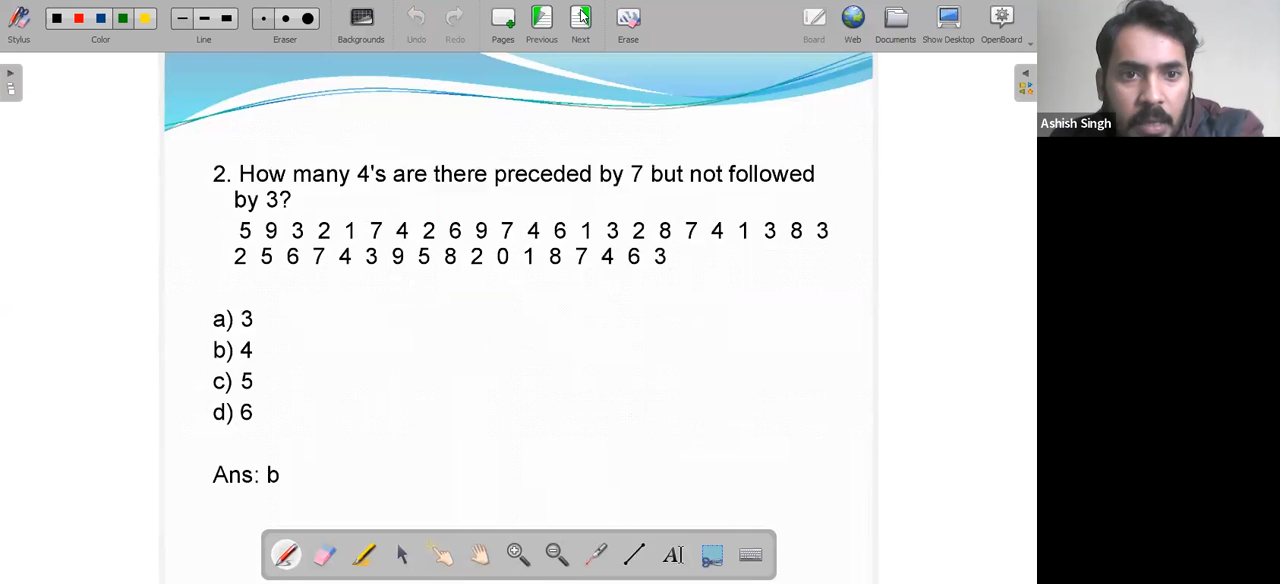 Stylus Color Line Eraser Backgrounds Undo Redo Pages Previous Next Erase Board Web Documents Show Desktop OpenBoard
Ashish Singh
2. How many 4's are there preceded by 7 but not followed
by 3?
5 9 3 2 1 7 4 2 6 9 7 4 6 1 3 2 8 7 4 1 3 8 3
2 5 6 7 4 3 9 5 8 2 0 1 8 7 4 6 3
a) 3
b) 4
c) 5
d) 6
Ans: b
AI